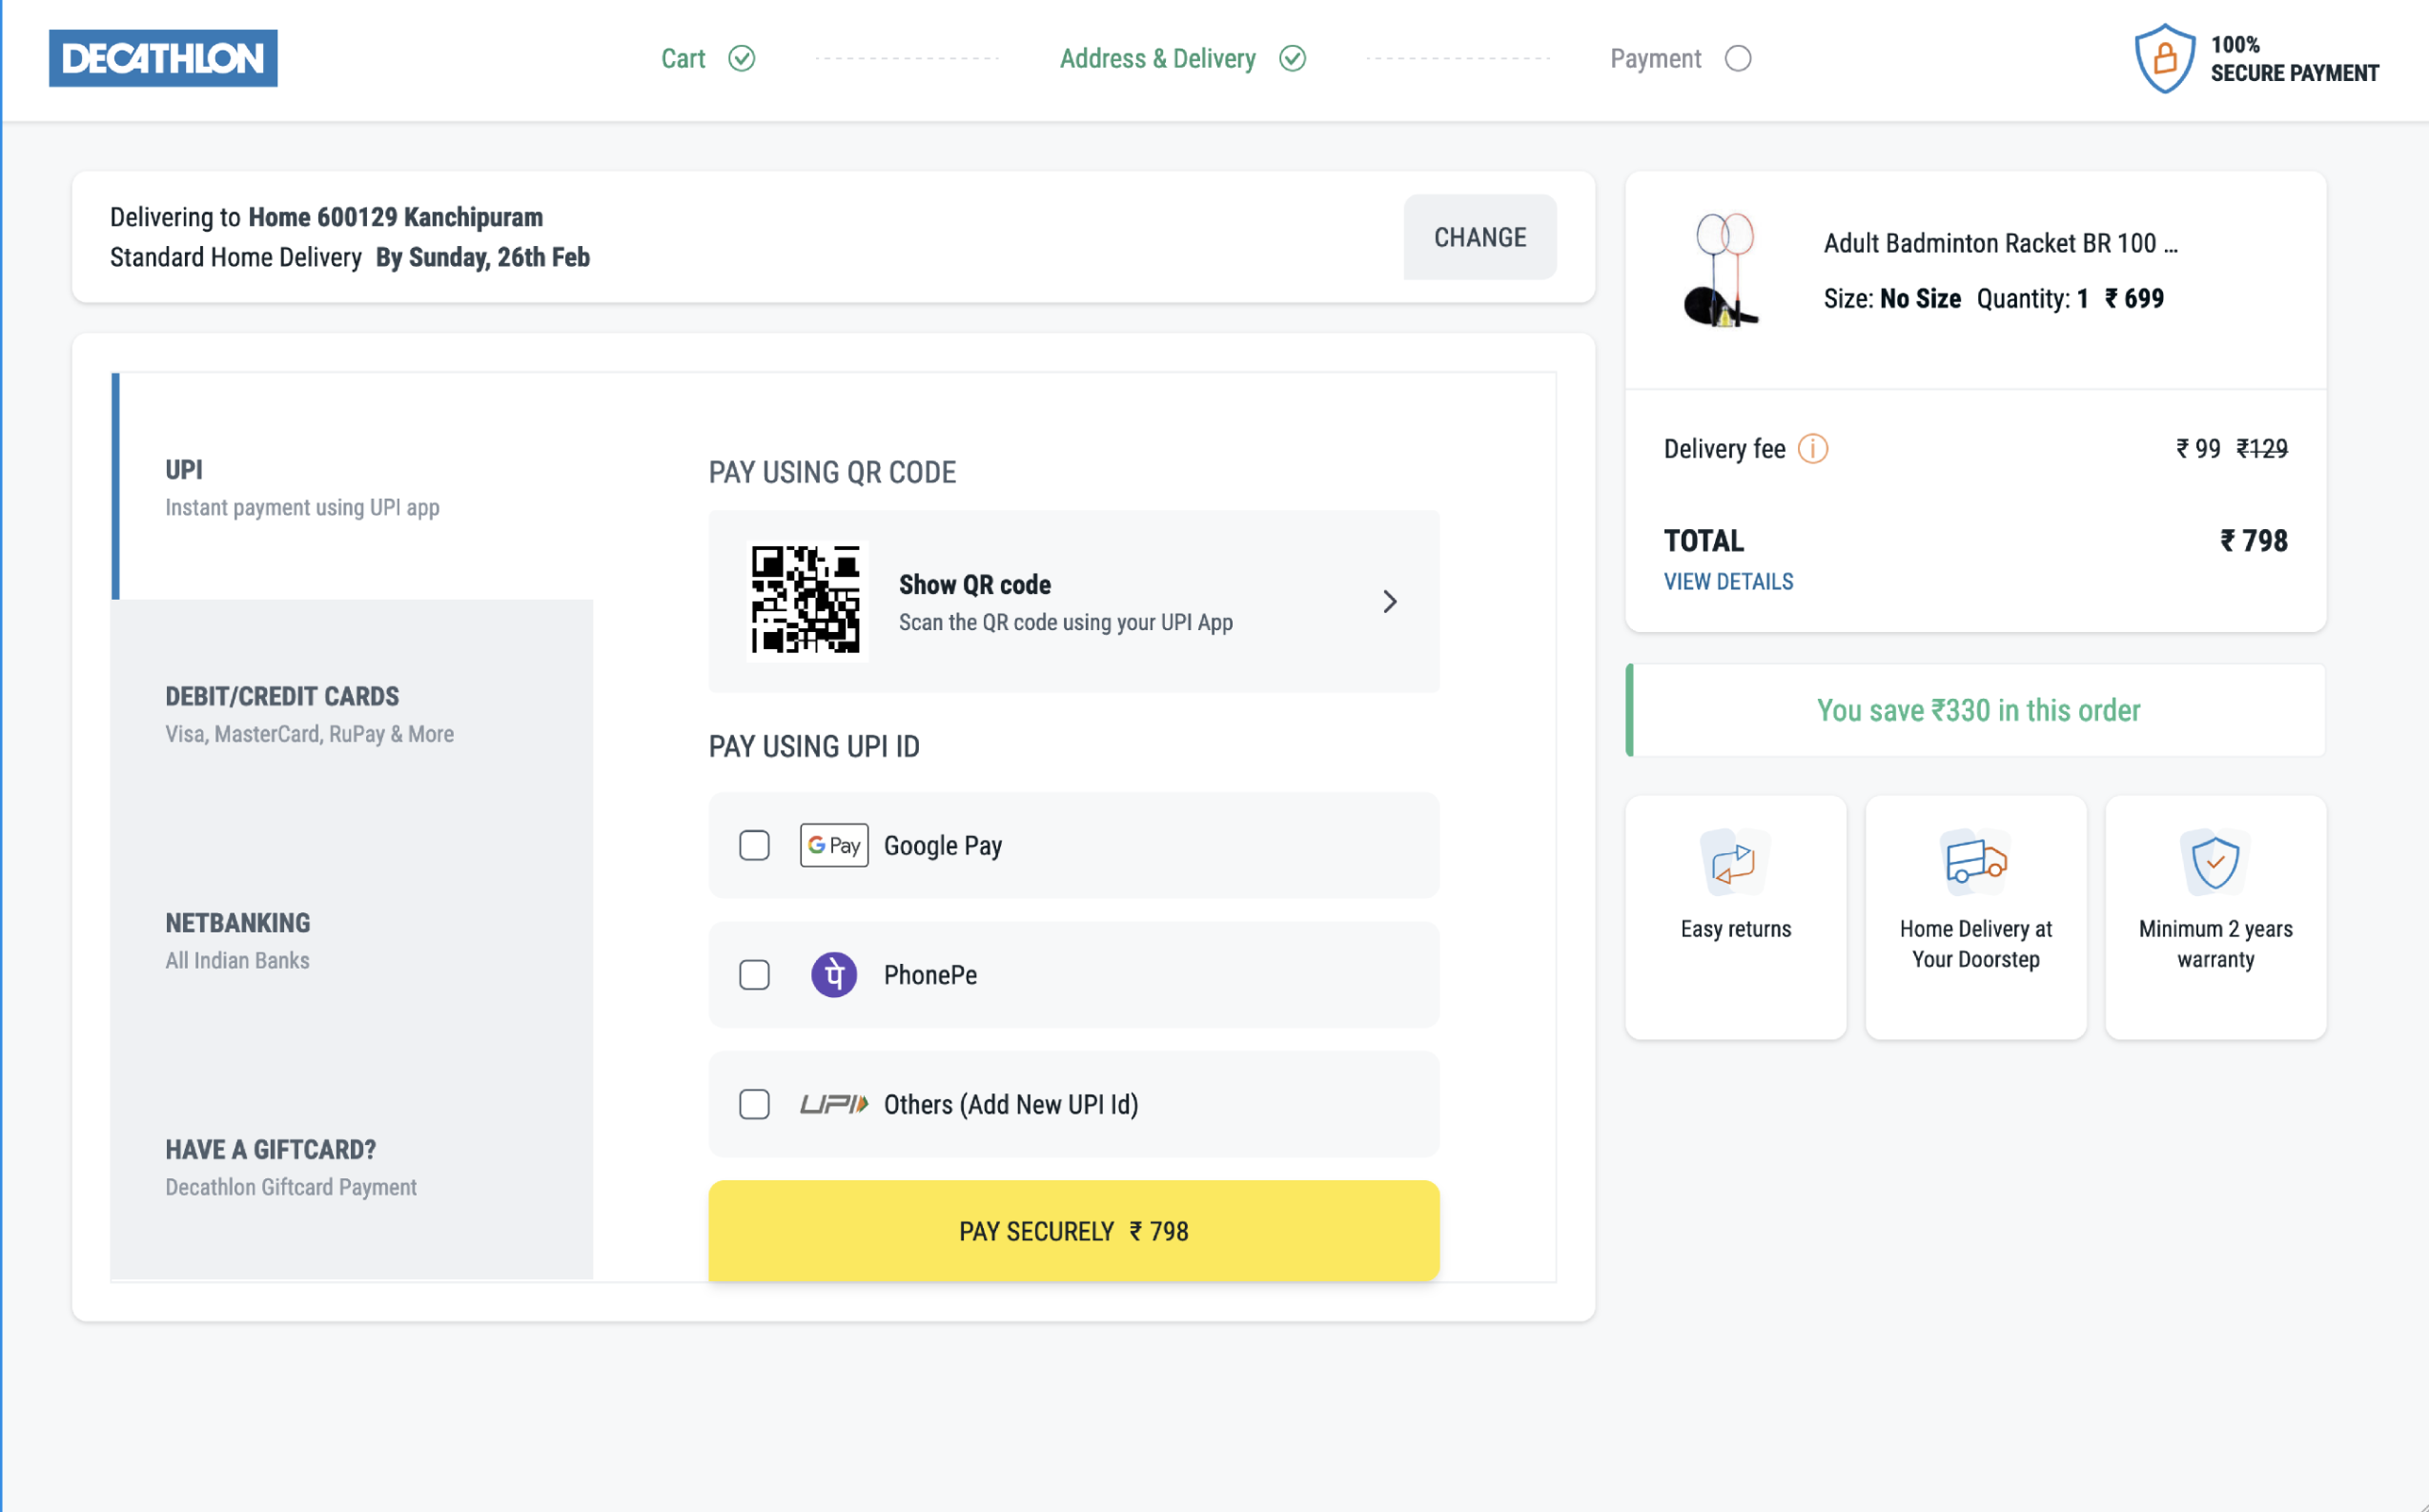 DECATHLON
Cart
Address & Delivery
Payment
100%
SECURE PAYMENT
Delivering to Home 600129 Kanchipuram
Standard Home Delivery By Sunday, 26th Feb
CHANGE
UPI
Instant payment using UPI app
DEBIT/CREDIT CARDS
Visa, MasterCard, RuPay & More
NETBANKING
All Indian Banks
HAVE A GIFTCARD?
Decathlon Giftcard Payment
PAY USING QR CODE
Show QR code
Scan the QR code using your UPI App
PAY USING UPI ID
G Pay Google Pay
पे PhonePe
UPI Others (Add New UPI Id)
PAY SECURELY ₹ 798
Adult Badminton Racket BR 100 ...
Size: No Size Quantity: 1 ₹ 699
Delivery fee ₹ 99 ₹129
TOTAL ₹ 798
VIEW DETAILS
You save ₹330 in this order
Easy returns
Home Delivery at
Your Doorstep
Minimum 2 years
warranty